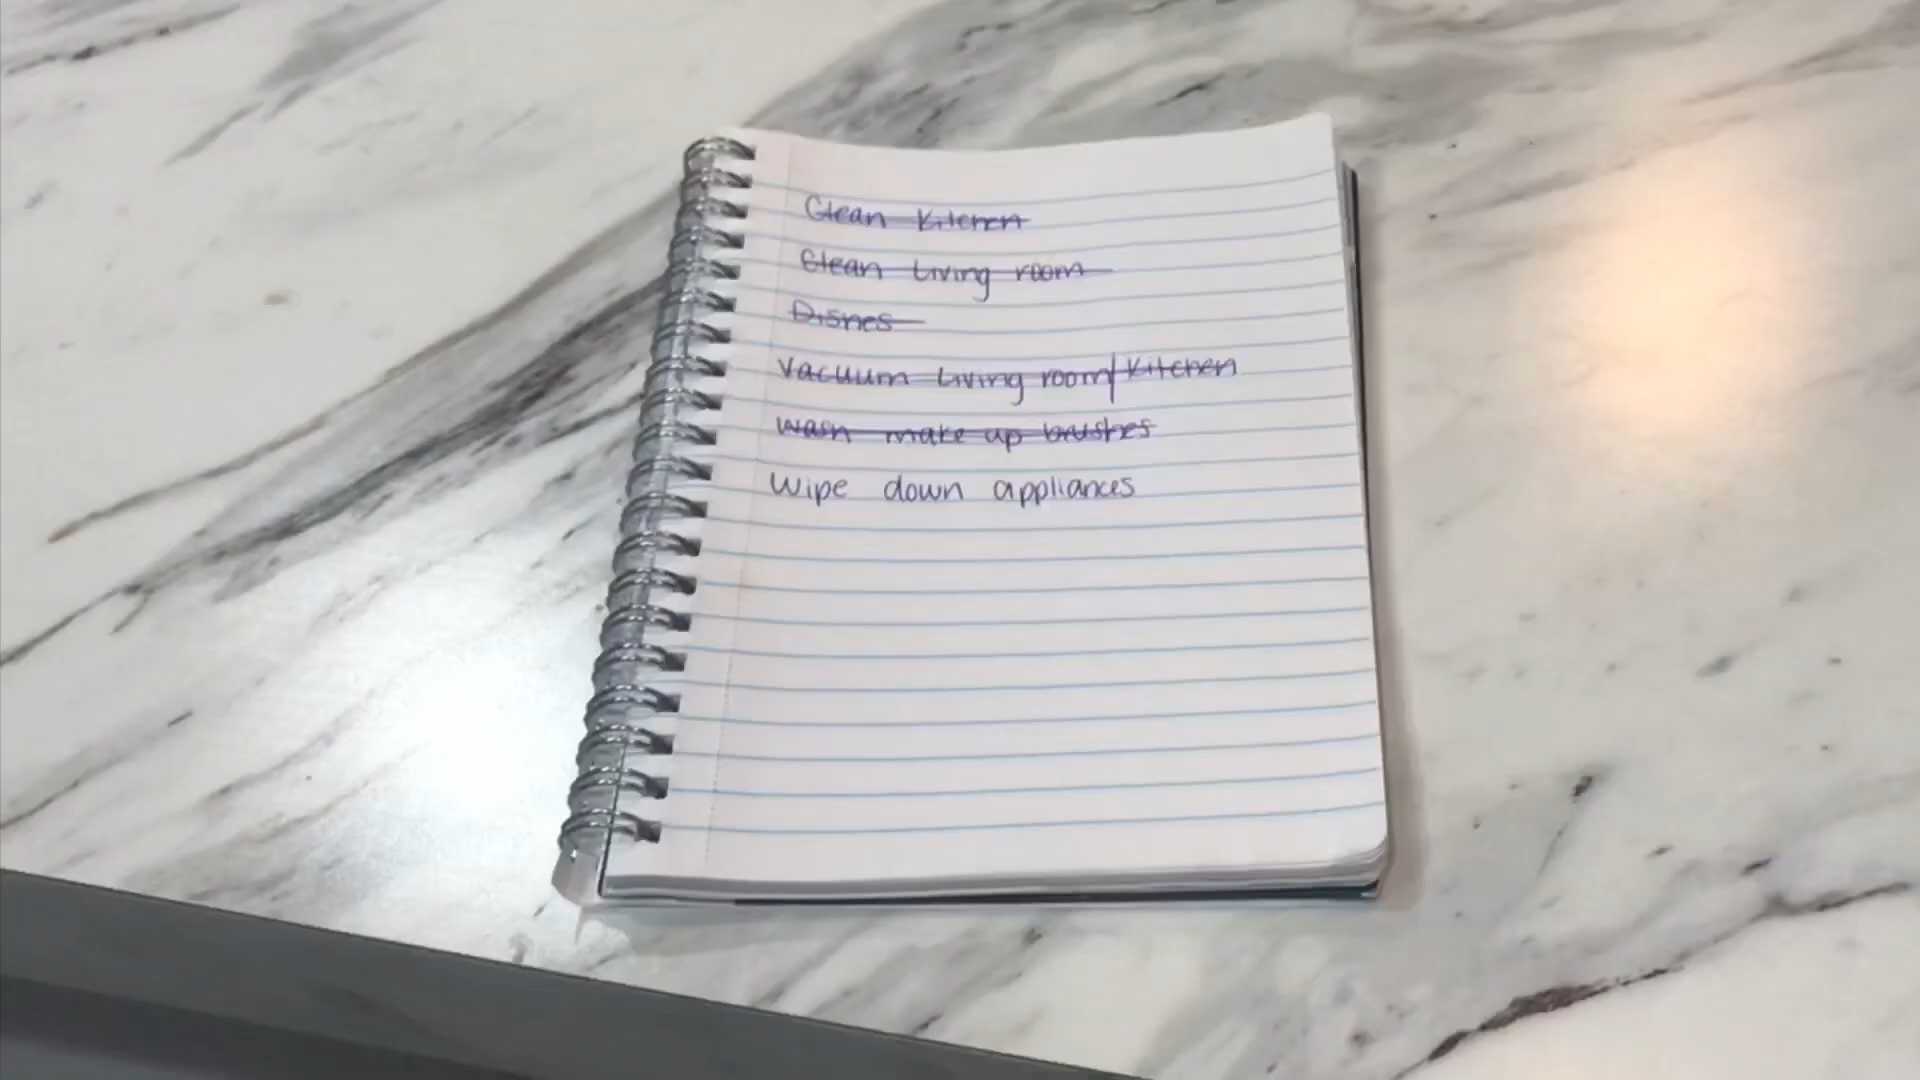 Clean Kitchen
Clean Living room
Dishes
Vacuum Living room/Kitchen
Wash make up brushes
Wipe down appliances